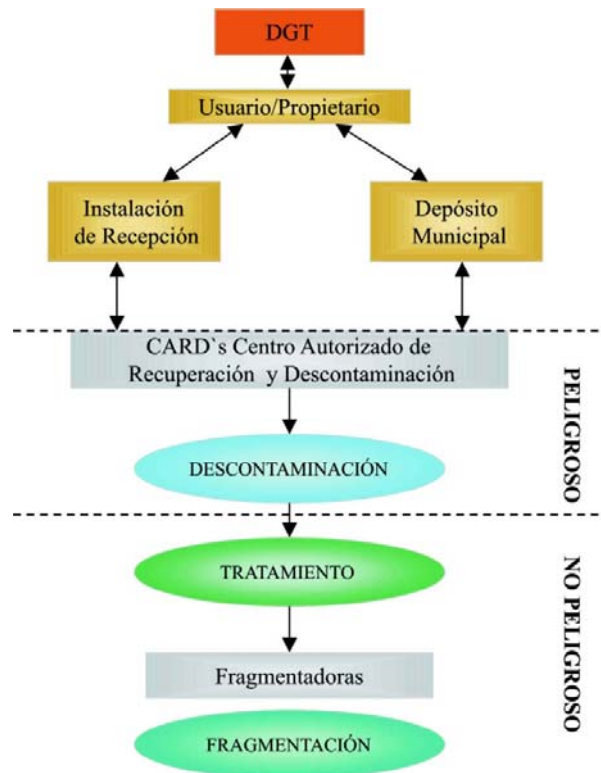 DGT
Usuario/Propietario
Instalación
de Recepción
Depósito
Municipal
CARD`s Centro Autorizado de
Recuperación y Descontaminación
DESCONTAMINACIÓN
PELIGROSO
TRATAMIENTO
Fragmentadoras
FRAGMENTACIÓN
NO PELIGROSO